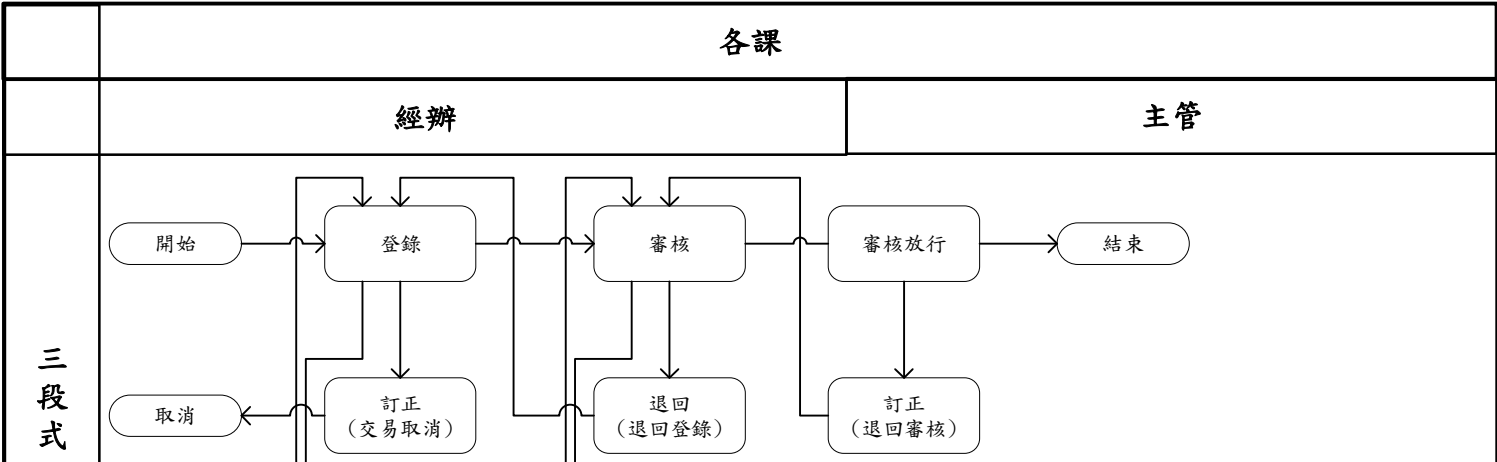 各課
經辦
主管
開始
登錄
審核
審核放行
結束
三
段
式
取消
訂正
(交易取消)
退回
(退回登錄)
訂正
(退回審核)